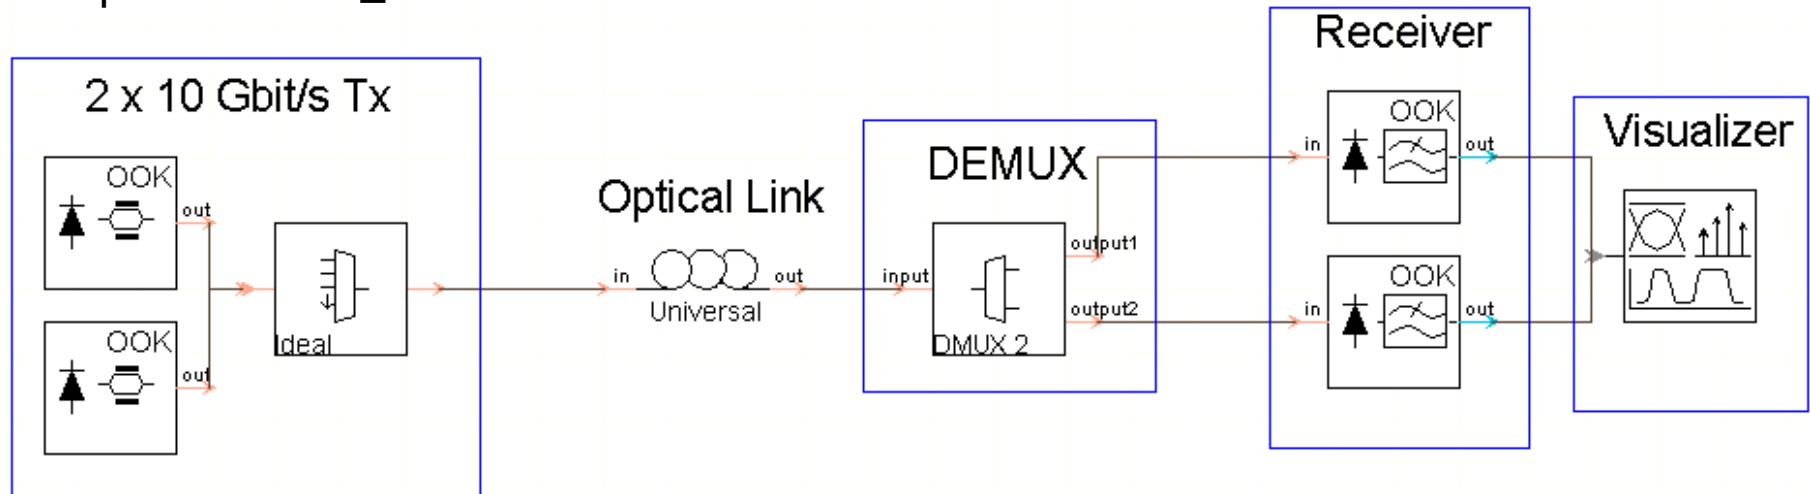 2 x 10 Gbit/s Tx
OOK
out
Ideal
OOK
out
Optical Link
in
out
Universal
DEMUX
input
output1
output2
DMUX 2
Receiver
OOK
in
out
OOK
in
out
Visualizer